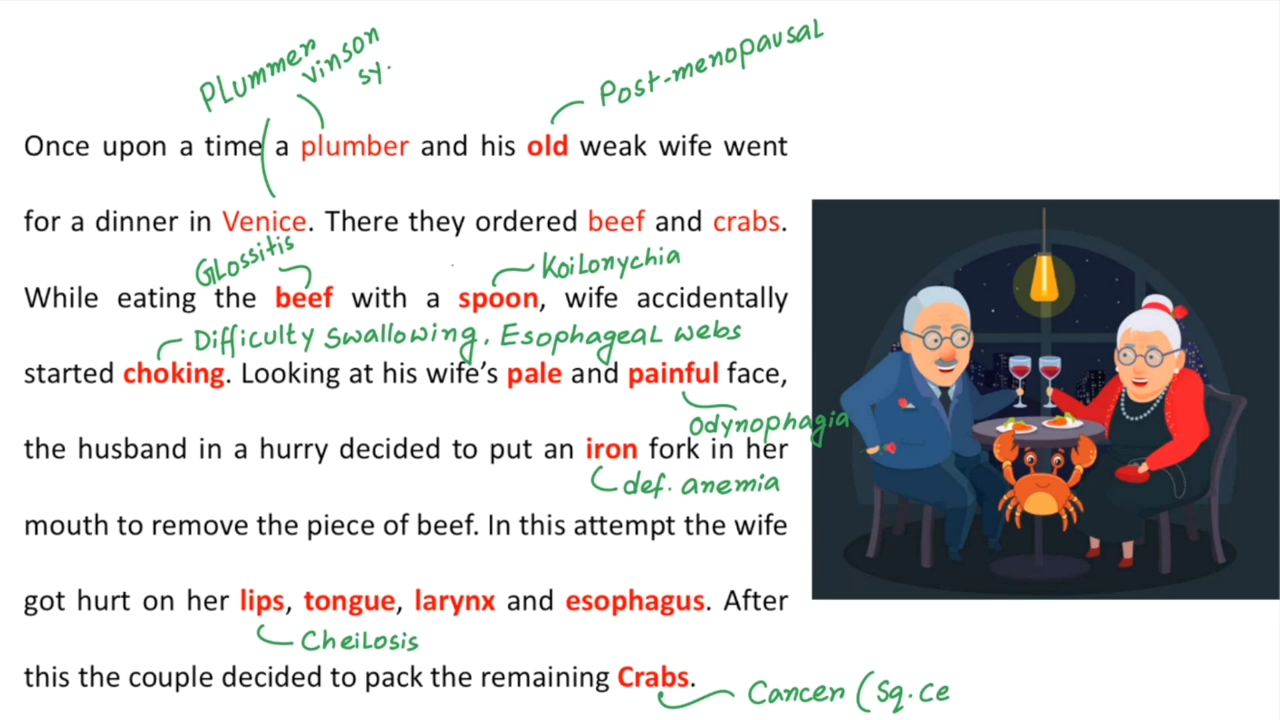 PLummer
vinson
sy.
Post-menopausal
Once upon a time a plumber and his old weak wife went
for a dinner in Venice. There they ordered beef and crabs.
Glossitis
Koilonychia
While eating the beef with a spoon, wife accidentally
Difficulty swallowing, Esophageal webs
started choking. Looking at his wife's pale and painful face,
Odynophagia
the husband in a hurry decided to put an iron fork in her
def. anemia
mouth to remove the piece of beef. In this attempt the wife
got hurt on her lips, tongue, larynx and esophagus. After
Cheilosis
this the couple decided to pack the remaining Crabs.
Cancer (Sq. ce